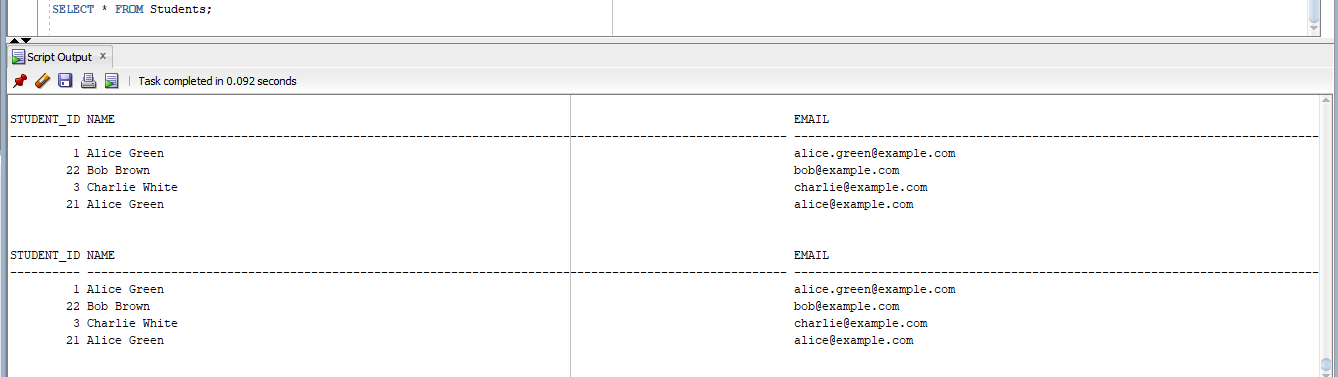 SELECT * FROM Students;
Script Output x
Task completed in 0.092 seconds
STUDENT_ID NAME EMAIL
---------- ---------------------------------------------------------------------------------------------------- ---------------------------------------------------------------------------
1 Alice Green alice.green@example.com
22 Bob Brown bob@example.com
3 Charlie White charlie@example.com
21 Alice Green alice@example.com
STUDENT_ID NAME EMAIL
---------- ---------------------------------------------------------------------------------------------------- ---------------------------------------------------------------------------
1 Alice Green alice.green@example.com
22 Bob Brown bob@example.com
3 Charlie White charlie@example.com
21 Alice Green alice@example.com